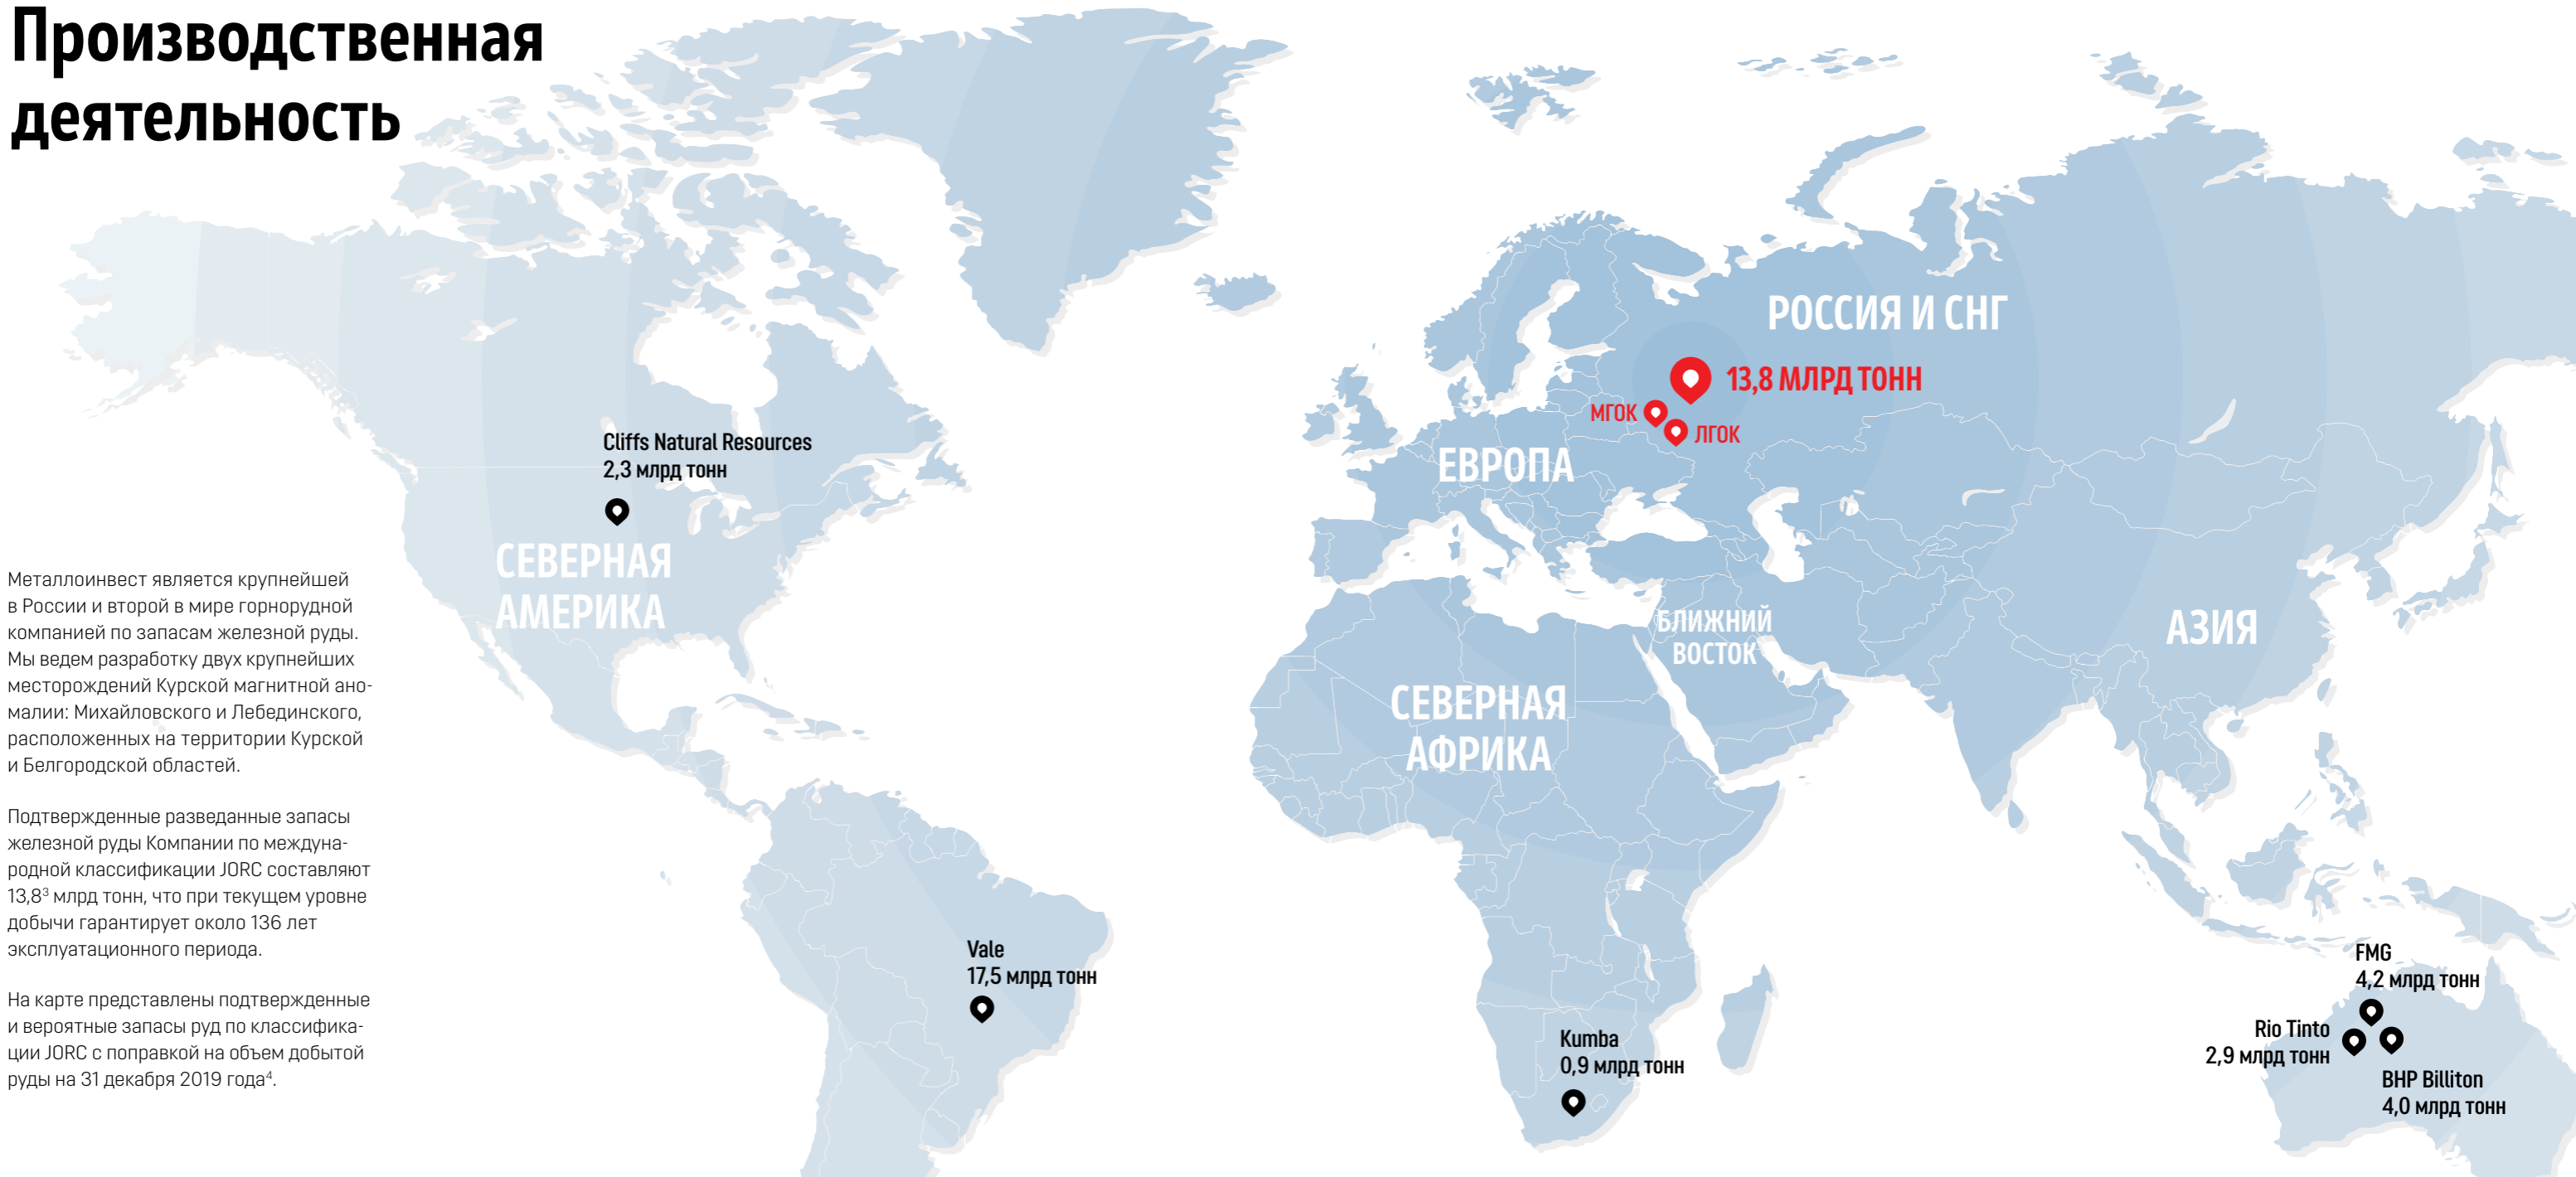 Производственная
деятельность
Металлоинвест является крупнейшей
в России и второй в мире горнорудной
компанией по запасам железной руды.
Мы ведем разработку двух крупнейших
месторождений Курской магнитной ано-
малии: Михайловского и Лебединского,
расположенных на территории Курской
и Белгородской областей.
Подтвержденные разведанные запасы
железной руды Компании по междуна-
родной классификации JORC составляют
13,8³ млрд тонн, что при текущем уровне
добычи гарантирует около 136 лет
эксплуатационного периода.
На карте представлены подтвержденные
и вероятные запасы руд по классифика-
ции JORC с поправкой на объем добытой
руды на 31 декабря 2019 года⁴.
Cliffs Natural Resources
2,3 млрд тонн
СЕВЕРНАЯ
АМЕРИКА
Vale
17,5 млрд тонн
РОССИЯ И СНГ
13,8 МЛРД ТОНН
МГОК
ЛГОК
ЕВРОПА
БЛИЖНИЙ
ВОСТОК
СЕВЕРНАЯ
АФРИКА
АЗИЯ
Kumba
0,9 млрд тонн
FMG
4,2 млрд тонн
Rio Tinto
2,9 млрд тонн
BHP Billiton
4,0 млрд тонн